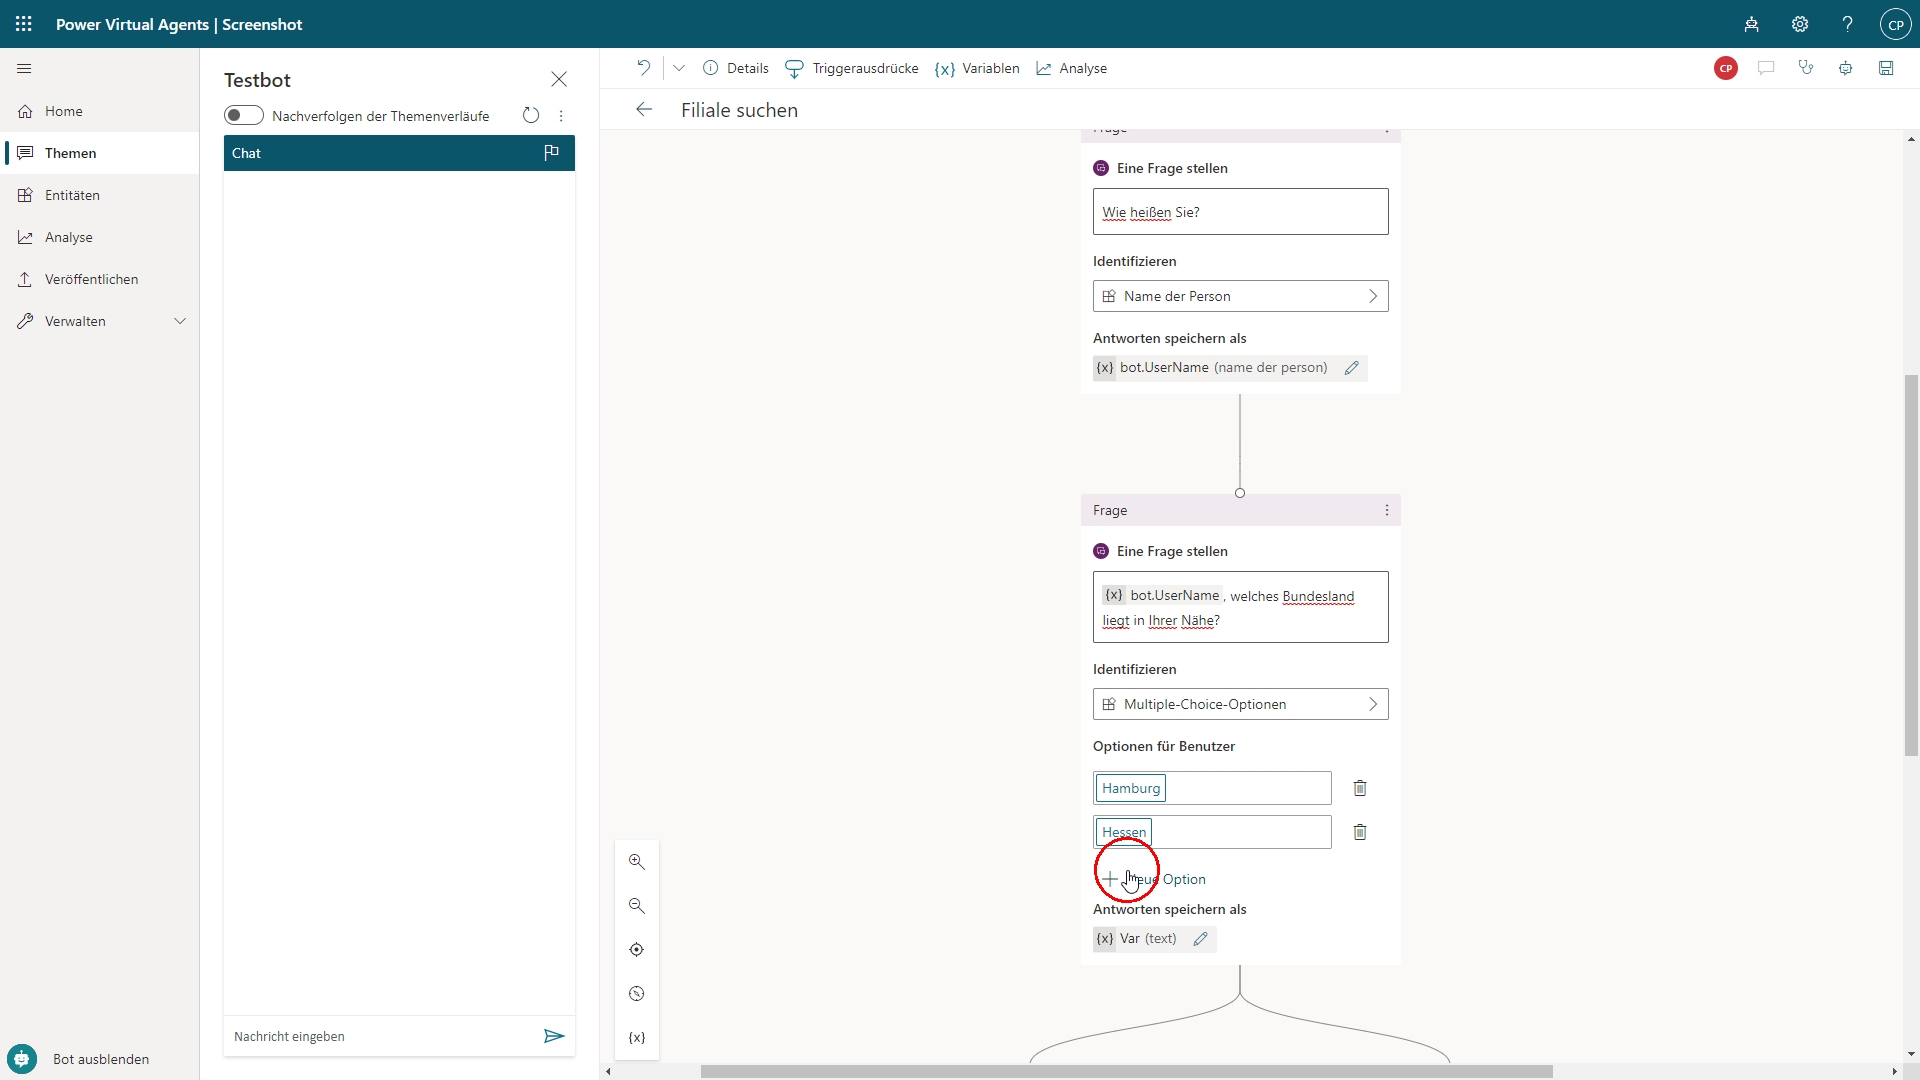 Power Virtual Agents | Screenshot
CP
Home
Themen
Entitäten
Analyse
Veröffentlichen
Verwalten
Bot ausblenden
Testbot
Nachverfolgen der Themenverläufe
Chat
Nachricht eingeben
Details
Triggerausdrücke
{x} Variablen
Analyse
CP
Filiale suchen
Eine Frage stellen
Wie heißen Sie?
Identifizieren
Name der Person
Antworten speichern als
{x} bot.UserName (name der person)
Frage
Eine Frage stellen
{x} bot.UserName , welches Bundesland
liegt in Ihrer Nähe?
Identifizieren
Multiple-Choice-Optionen
Optionen für Benutzer
Hamburg
Hessen
Option
Antworten speichern als
{x} Var (text)
{x}